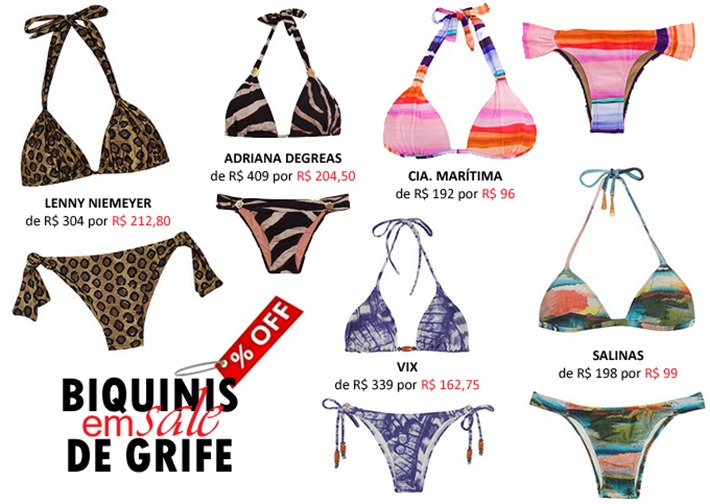 ADRIANA DEGREAS
de R$ 409 por R$ 204,50
CIA. MARÍTIMA
de R$ 192 por R$ 96
LENNY NIEMEYER
de R$ 304 por R$ 212,80
VIX
de R$ 339 por R$ 162,75
SALINAS
de R$ 198 por R$ 99
% OFF
BIQUINIS
em sale
DE GRIFE